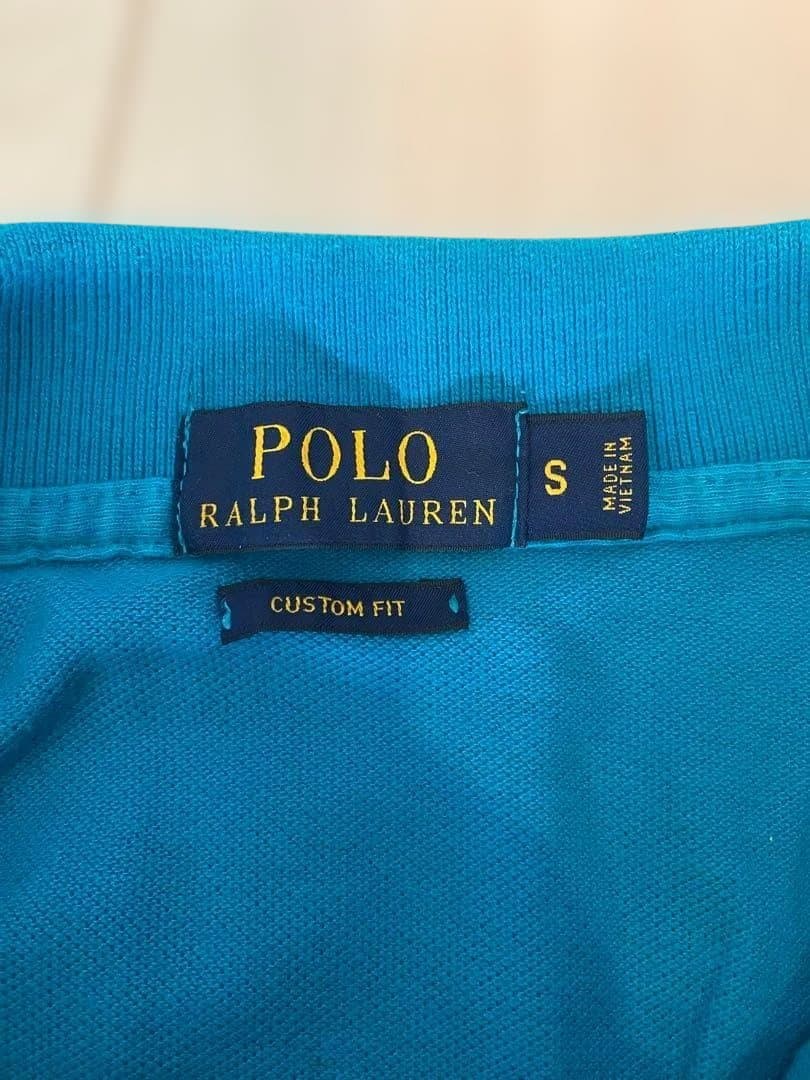 POLO
RALPH LAUREN
S
MADE IN
VIETNAM
CUSTOM FIT